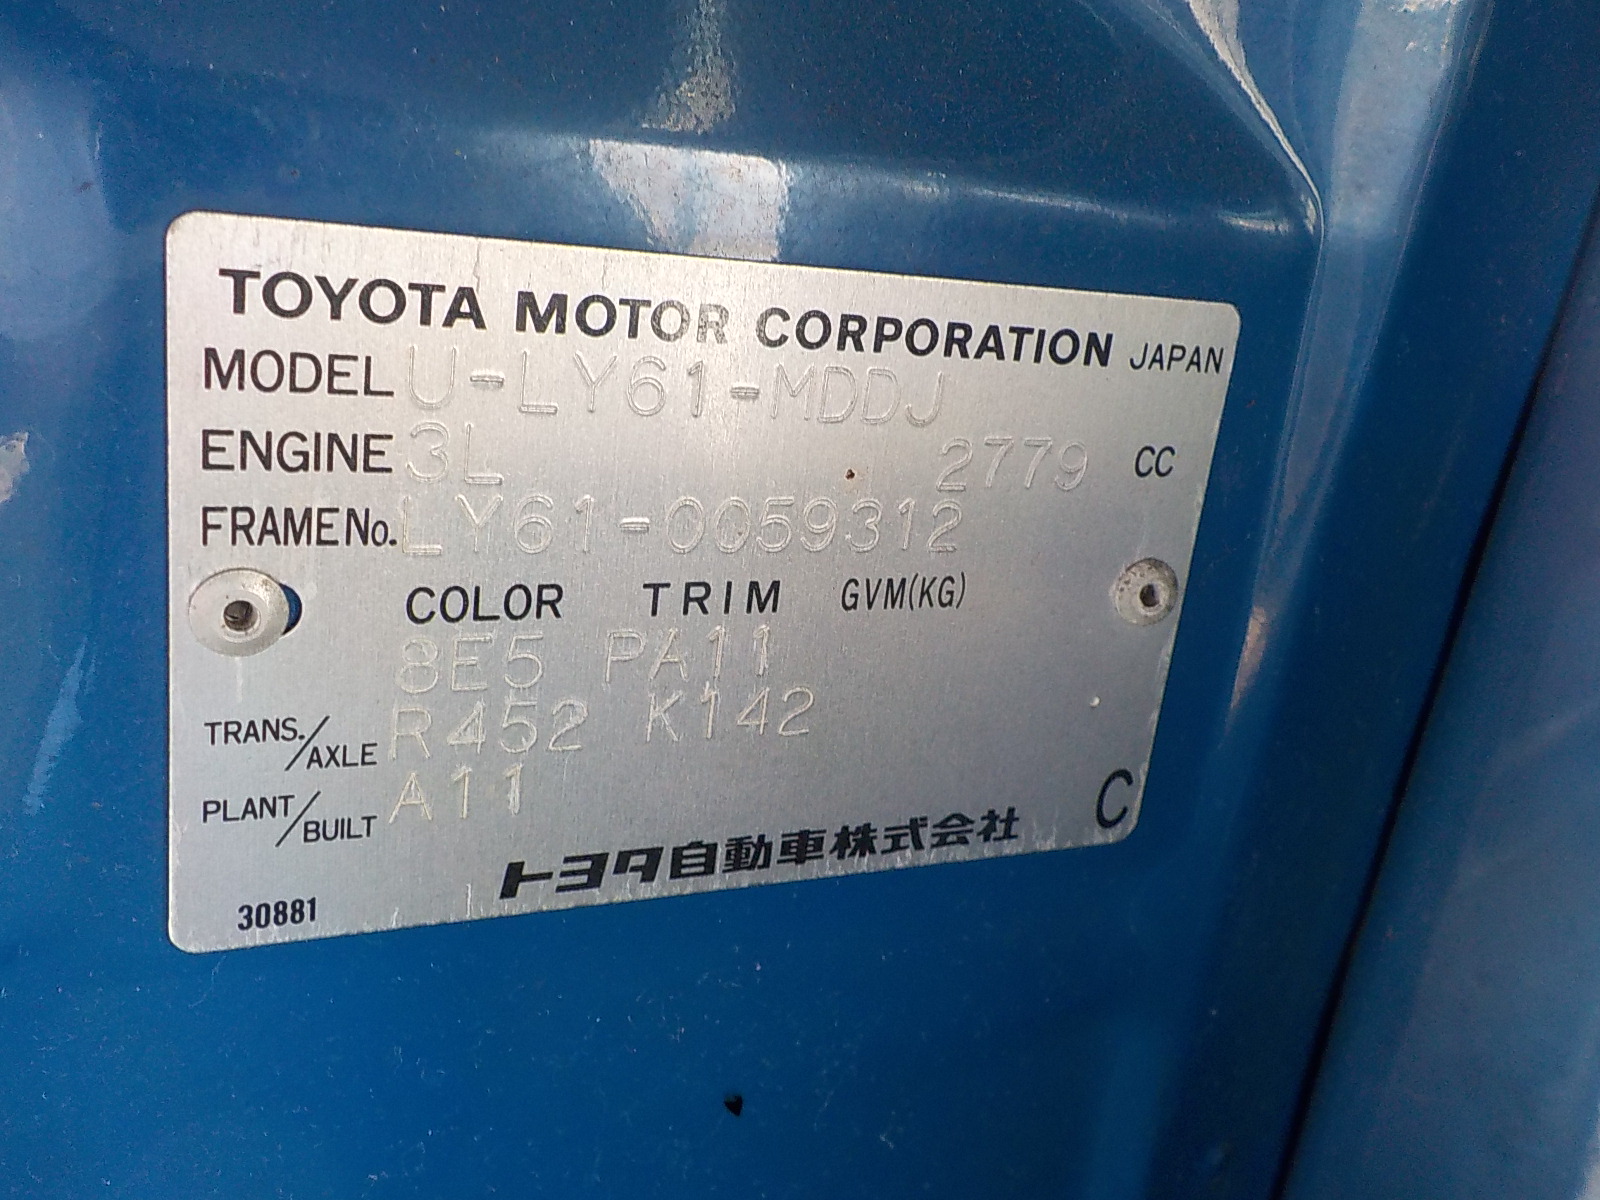 TOYOTA MOTOR CORPORATION JAPAN
MODEL U-LY61-MDDJ
ENGINE 3L 2779 CC
FRAME No. LY61-0059312
COLOR TRIM GVM(KG)
8E5 PA11
TRANS./AXLE R452 K142
PLANT/BUILT A11
C
トヨタ自動車株式会社
30881